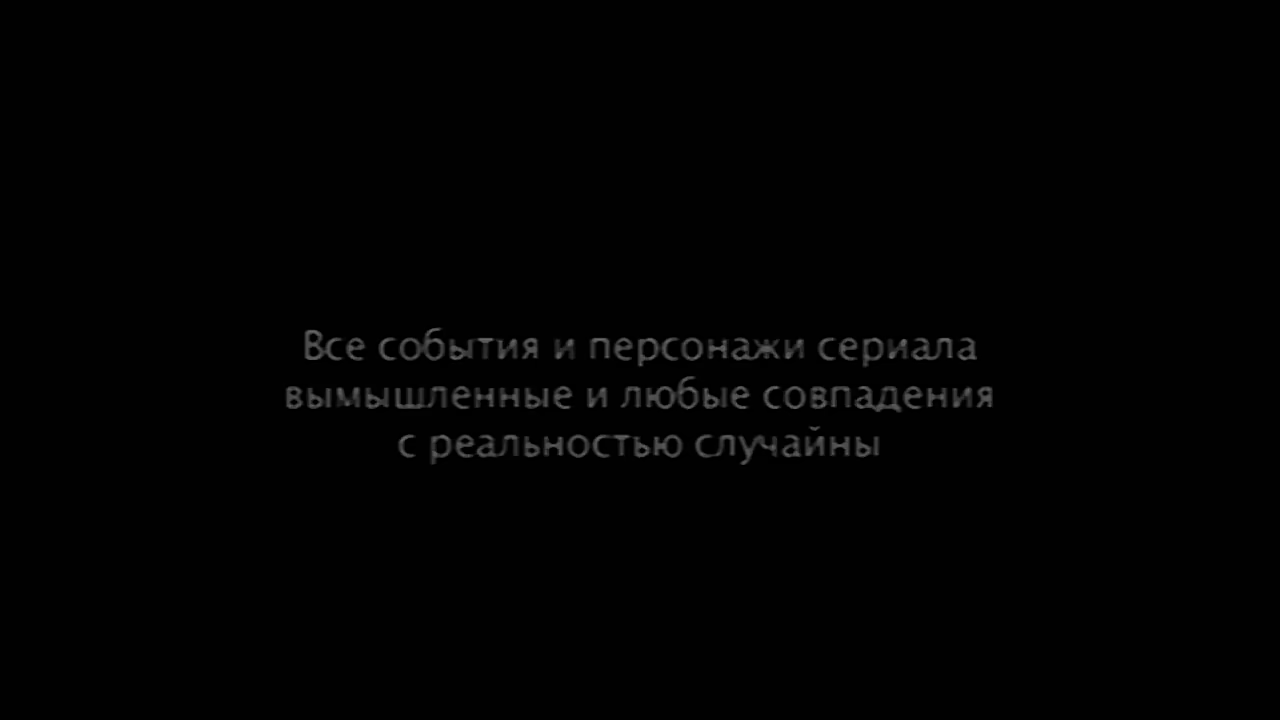 Все события и персонажи сериала
вымышленные и любые совпадения
с реальностью случайны